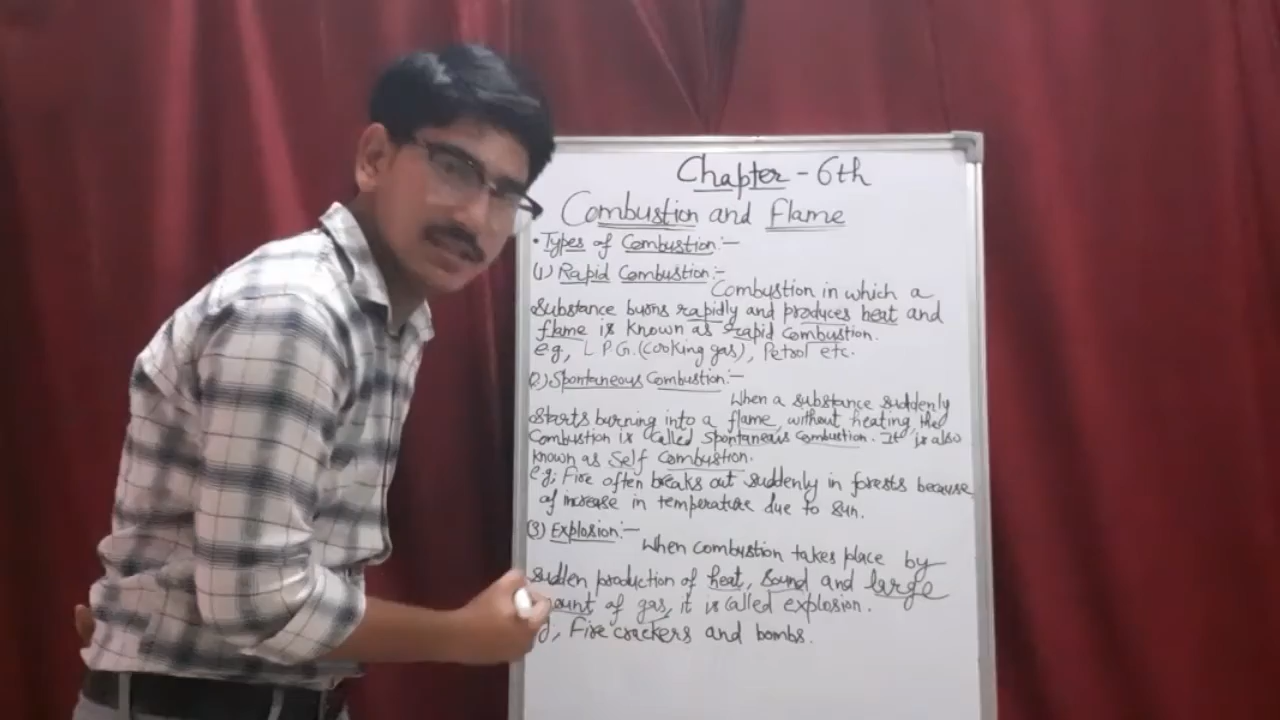 Chapter - 6th
Combustion and Flame
• Types of Combustion:-
(1) Rapid Combustion:-
Combustion in which a
substance burns rapidly and produces heat and
flame is known as rapid combustion.
e.g, L.P.G.(cooking gas), Petrol etc.
(2) Spontaneous Combustion:-
When a substance suddenly
starts burning into a flame, without heating, the
Combustion is called spontaneous combustion. It is also
known as Self Combustion.
e.g; Fire often breaks out suddenly in forests because
of increase in temperature due to sun.
(3) Explosion:-
When combustion takes place by
sudden production of heat, sound and large
ount of gas, it is called explosion.
g, Fire crackers and bombs.